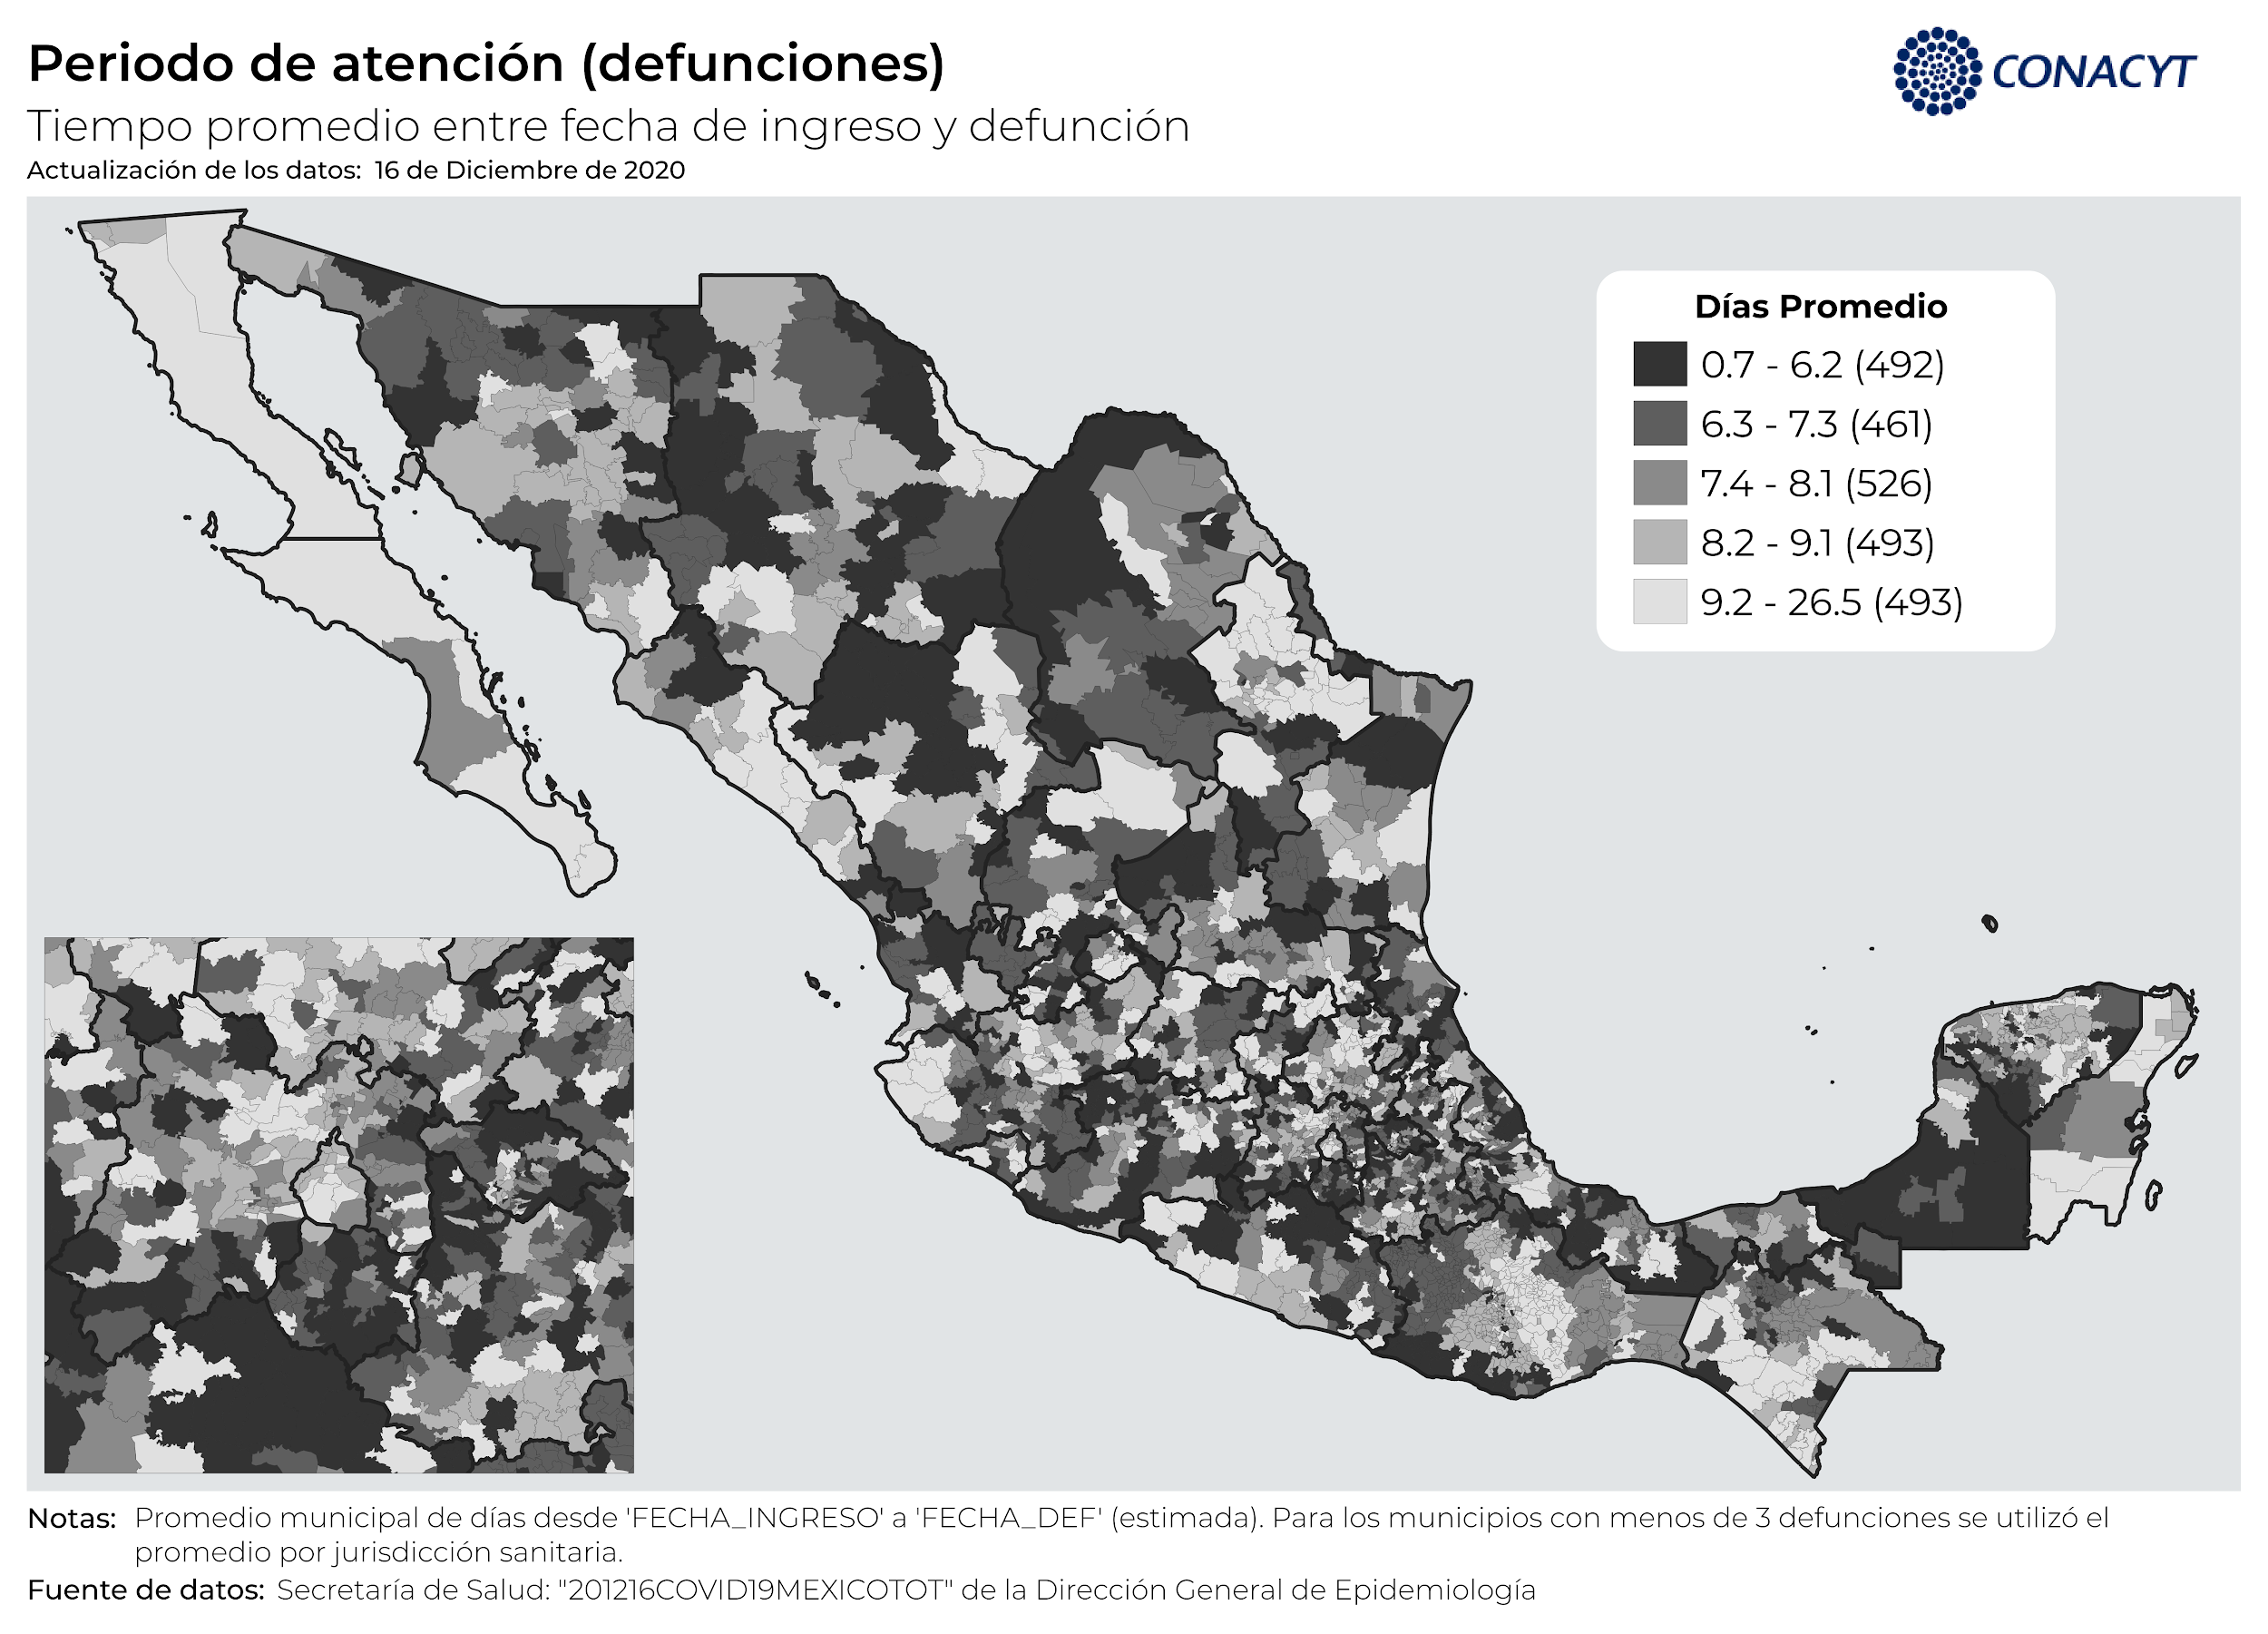 Periodo de atención (defunciones)
Tiempo promedio entre fecha de ingreso y defunción
Actualización de los datos: 16 de Diciembre de 2020
CONACYT
Días Promedio
0.7 - 6.2 (492)
6.3 - 7.3 (461)
7.4 - 8.1 (526)
8.2 - 9.1 (493)
9.2 - 26.5 (493)
Notas: Promedio municipal de días desde 'FECHA_INGRESO' a 'FECHA_DEF' (estimada). Para los municipios con menos de 3 defunciones se utilizó el
promedio por jurisdicción sanitaria.
Fuente de datos: Secretaría de Salud: "201216COVID19MEXICOTOT" de la Dirección General de Epidemiología